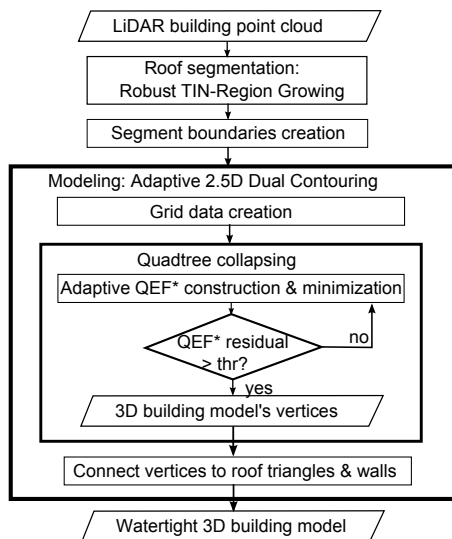 LiDAR building point cloud
Roof segmentation:
Robust TIN-Region Growing
Segment boundaries creation
Modeling: Adaptive 2.5D Dual Contouring
Grid data creation
Quadtree collapsing
Adaptive QEF* construction & minimization
QEF* residual
> thr?
no
yes
3D building model's vertices
Connect vertices to roof triangles & walls
Watertight 3D building model